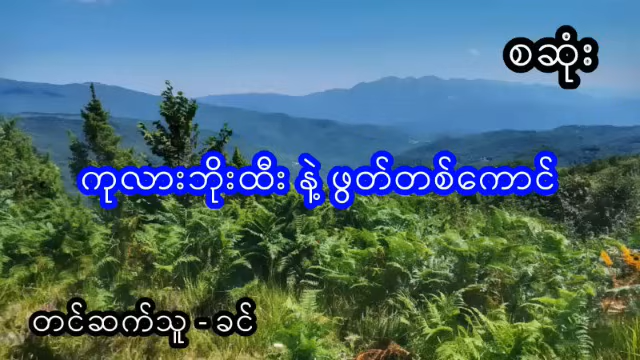 စဆုံး
ကုလားဘိုးထီး နဲ့ ဖွတ်တစ်ကောင်
တင်ဆက်သူ - ခင်